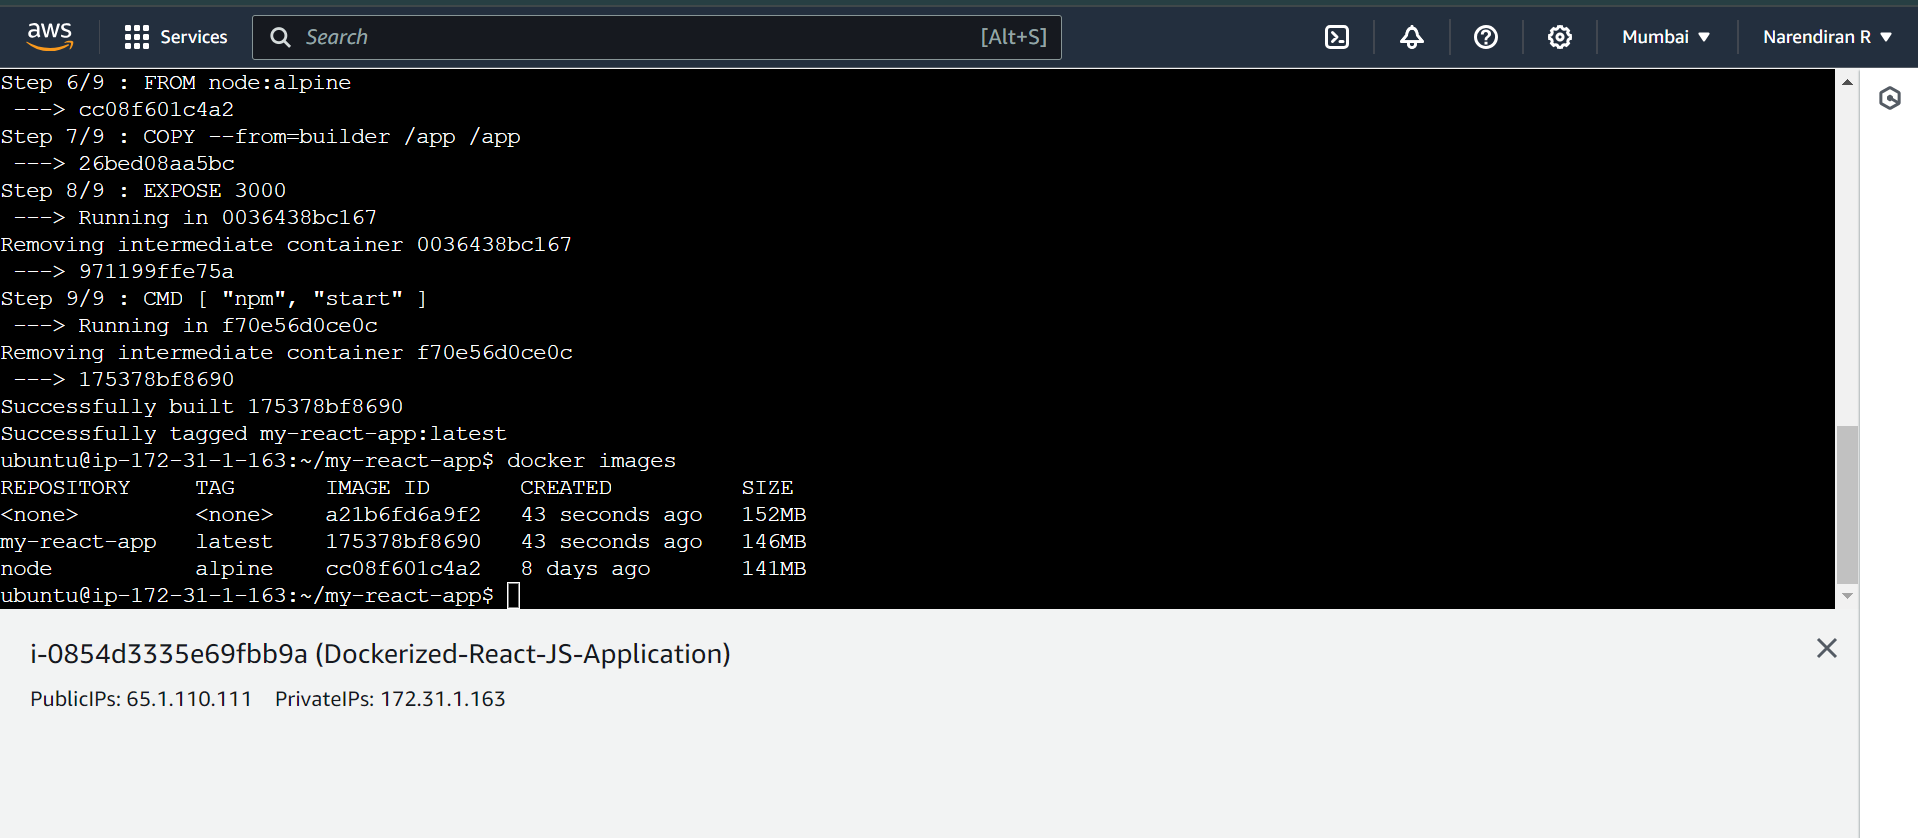 aws Services Search [Alt+S] Mumbai Narendiran R
Step 6/9 : FROM node:alpine
 ---> cc08f601c4a2
Step 7/9 : COPY --from=builder /app /app
 ---> 26bed08aa5bc
Step 8/9 : EXPOSE 3000
 ---> Running in 0036438bc167
Removing intermediate container 0036438bc167
 ---> 971199ffe75a
Step 9/9 : CMD [ "npm", "start" ]
 ---> Running in f70e56d0ce0c
Removing intermediate container f70e56d0ce0c
 ---> 175378bf8690
Successfully built 175378bf8690
Successfully tagged my-react-app:latest
ubuntu@ip-172-31-1-163:~/my-react-app$ docker images
REPOSITORY     TAG       IMAGE ID       CREATED          SIZE
<none>         <none>    a21b6fd6a9f2   43 seconds ago   152MB
my-react-app   latest    175378bf8690   43 seconds ago   146MB
node           alpine    cc08f601c4a2   8 days ago       141MB
ubuntu@ip-172-31-1-163:~/my-react-app$
i-0854d3335e69fbb9a (Dockerized-React-JS-Application)
PublicIPs: 65.1.110.111 PrivateIPs: 172.31.1.163